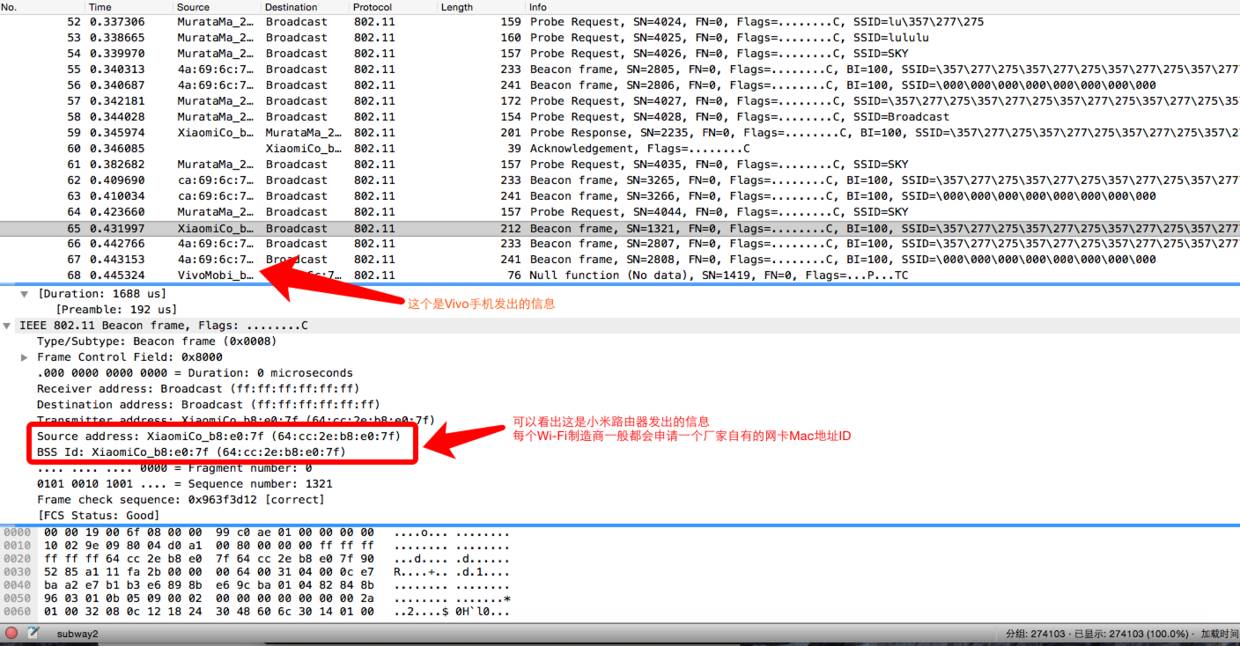 No. Time Source Destination Protocol Length Info
52 0.337306 MurataMa_2… Broadcast 802.11 159 Probe Request, SN=4024, FN=0, Flags=........C, SSID=lu\357\277\275
53 0.338665 MurataMa_2… Broadcast 802.11 160 Probe Request, SN=4025, FN=0, Flags=........C, SSID=lululu
54 0.339970 MurataMa_2… Broadcast 802.11 157 Probe Request, SN=4026, FN=0, Flags=........C, SSID=SKY
55 0.340313 4a:69:6c:7… Broadcast 802.11 233 Beacon frame, SN=2805, FN=0, Flags=........C, BI=100, SSID=\357\277\275\357\277\275\357\277\275\357\277
56 0.340687 4a:69:6c:7… Broadcast 802.11 241 Beacon frame, SN=2806, FN=0, Flags=........C, BI=100, SSID=\000\000\000\000\000\000\000\000
57 0.342181 MurataMa_2… Broadcast 802.11 172 Probe Request, SN=4027, FN=0, Flags=........C, SSID=\357\277\275\357\277\275\357\277\275\357\277\275\35
58 0.344028 MurataMa_2… Broadcast 802.11 154 Probe Request, SN=4028, FN=0, Flags=........C, SSID=Broadcast
59 0.345974 XiaomiCo_b… MurataMa_2… 802.11 201 Probe Response, SN=2235, FN=0, Flags=........C, BI=100, SSID=\357\277\275\357\277\275\357\277\275\357\2
60 0.346085 XiaomiCo_b… 802.11 39 Acknowledgement, Flags=........C
61 0.382682 MurataMa_2… Broadcast 802.11 157 Probe Request, SN=4035, FN=0, Flags=........C, SSID=SKY
62 0.409690 ca:69:6c:7… Broadcast 802.11 233 Beacon frame, SN=3265, FN=0, Flags=........C, BI=100, SSID=\357\277\275\357\277\275\357\277\275\357\277
63 0.410034 ca:69:6c:7… Broadcast 802.11 241 Beacon frame, SN=3266, FN=0, Flags=........C, BI=100, SSID=\000\000\000\000\000\000\000\000
64 0.423660 MurataMa_2… Broadcast 802.11 157 Probe Request, SN=4044, FN=0, Flags=........C, SSID=SKY
65 0.431997 XiaomiCo_b… Broadcast 802.11 212 Beacon frame, SN=1321, FN=0, Flags=........C, BI=100, SSID=\357\277\275\357\277\275\357\277\275\357\277
66 0.442766 4a:69:6c:7… Broadcast 802.11 233 Beacon frame, SN=2807, FN=0, Flags=........C, BI=100, SSID=\357\277\275\357\277\275\357\277\275\357\277
67 0.443153 4a:69:6c:7… Broadcast 802.11 241 Beacon frame, SN=2808, FN=0, Flags=........C, BI=100, SSID=\000\000\000\000\000\000\000\000
68 0.445324 VivoMobi_b… 6c:7… 802.11 76 Null function (No data), SN=1419, FN=0, Flags=...P...TC
[Duration: 1688 us]
这个是Vivo手机发出的信息
[Preamble: 192 us]
IEEE 802.11 Beacon frame, Flags: ........C
Type/Subtype: Beacon frame (0x0008)
Frame Control Field: 0x8000
.000 0000 0000 0000 = Duration: 0 microseconds
Receiver address: Broadcast (ff:ff:ff:ff:ff:ff)
Destination address: Broadcast (ff:ff:ff:ff:ff:ff)
Transmitter address: XiaomiCo_b8:e0:7f (64:cc:2e:b8:e0:7f)
可以看出这是小米路由器发出的信息
Source address: XiaomiCo_b8:e0:7f (64:cc:2e:b8:e0:7f)
每个Wi-Fi制造商一般都会申请一个厂家自有的网卡Mac地址ID
BSS Id: XiaomiCo_b8:e0:7f (64:cc:2e:b8:e0:7f)
.... .... .... 0000 = Fragment number: 0
0101 0010 1001 .... = Sequence number: 1321
Frame check sequence: 0x963f3d12 [correct]
[FCS Status: Good]
0000 00 00 19 00 6f 08 00 00 99 c0 ae 01 00 00 00 00 ....o... ........
0010 10 02 9e 09 80 04 d0 a1 00 80 00 00 00 ff ff ff ........ ........
0020 ff ff ff 64 cc 2e b8 e0 7f 64 cc 2e b8 e0 7f 90 ...d.... .d......
0030 52 85 a1 11 fa 2b 00 00 00 64 00 31 04 00 0c e7 R....+.. .d.1....
0040 ba a2 e7 b1 b3 e6 89 8b e6 9c ba 01 04 82 84 8b ........ ........
0050 96 03 01 0b 05 09 00 02 00 00 00 00 00 00 00 2a ........ .......*
0060 01 00 32 08 0c 12 18 24 30 48 60 6c 30 14 01 00 ..2....$ 0H`l0...
subway2
分组: 274103 · 已显示: 274103 (100.0%) · 加载时间